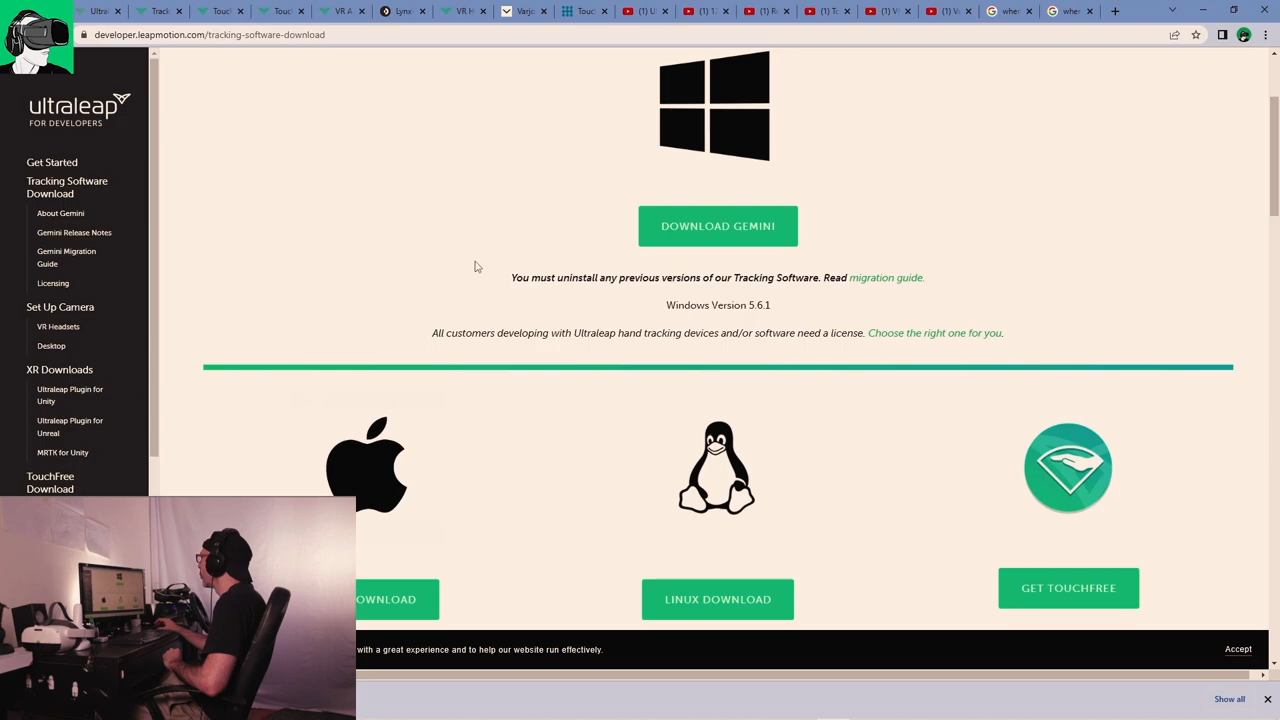 developer.leapmotion.com/tracking-software-download
ultraleap
FOR DEVELOPERS
Get Started
Tracking Software
Download
About Gemini
Gemini Release Notes
Gemini Migration
Guide
Licensing
Set Up Camera
VR Headsets
Desktop
XR Downloads
Ultraleap Plugin for
Unity
Ultraleap Plugin for
Unreal
MRTK for Unity
TouchFree
Download
DOWNLOAD GEMINI
You must uninstall any previous versions of our Tracking Software. Read migration guide.
Windows Version 5.6.1
All customers developing with Ultraleap hand tracking devices and/or software need a license. Choose the right one for you.
OWNLOAD
LINUX DOWNLOAD
GET TOUCHFREE
with a great experience and to help our website run effectively.
Accept
Show all